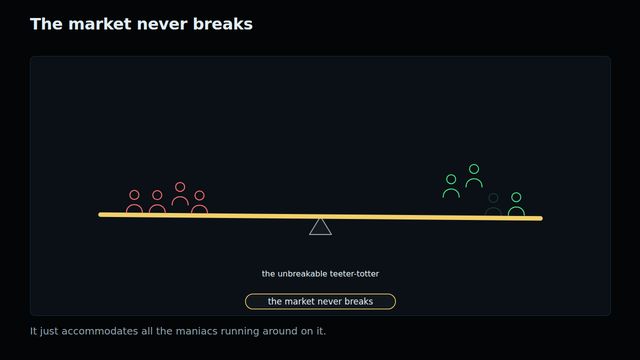 The market never breaks
the unbreakable teeter-totter
the market never breaks
It just accommodates all the maniacs running around on it.